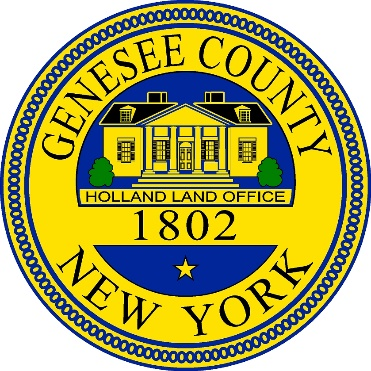 GENESEE COUNTY
HOLLAND LAND OFFICE
1802
NEW YORK